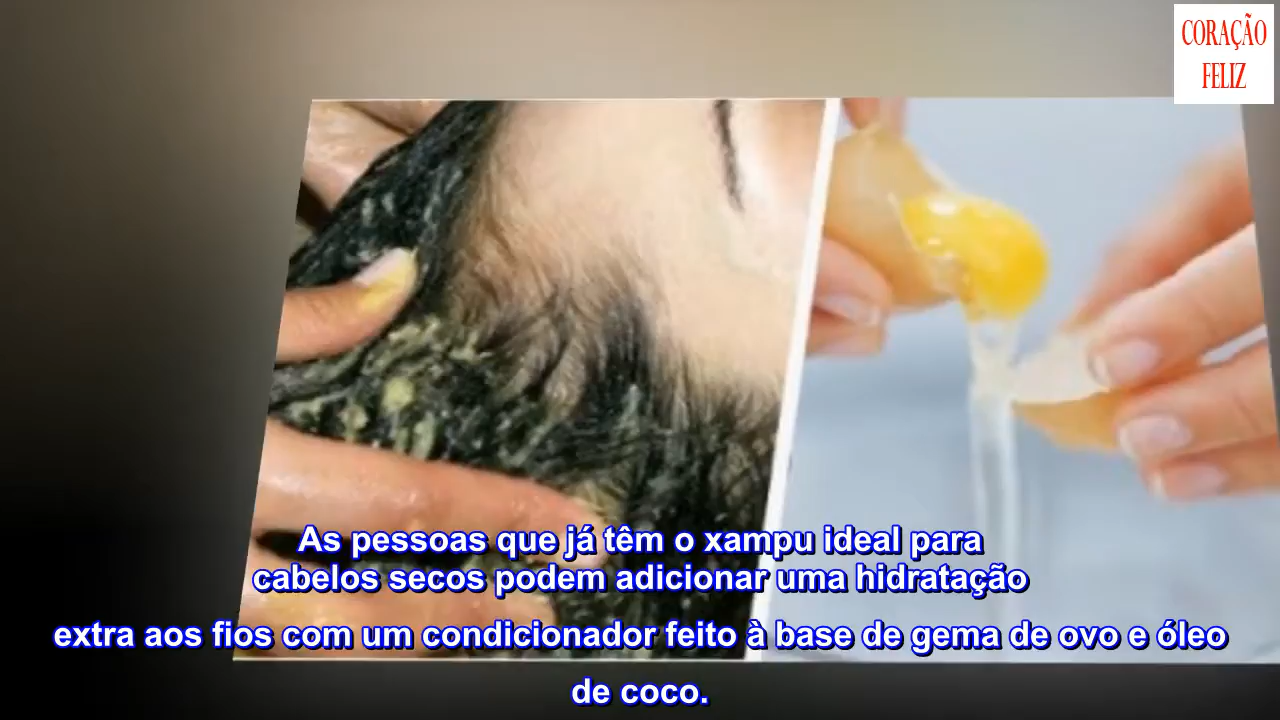 CORAÇÃO
FELIZ
As pessoas que já têm o xampu ideal para
cabelos secos podem adicionar uma hidratação
extra aos fios com um condicionador feito à base de gema de ovo e óleo
de coco.